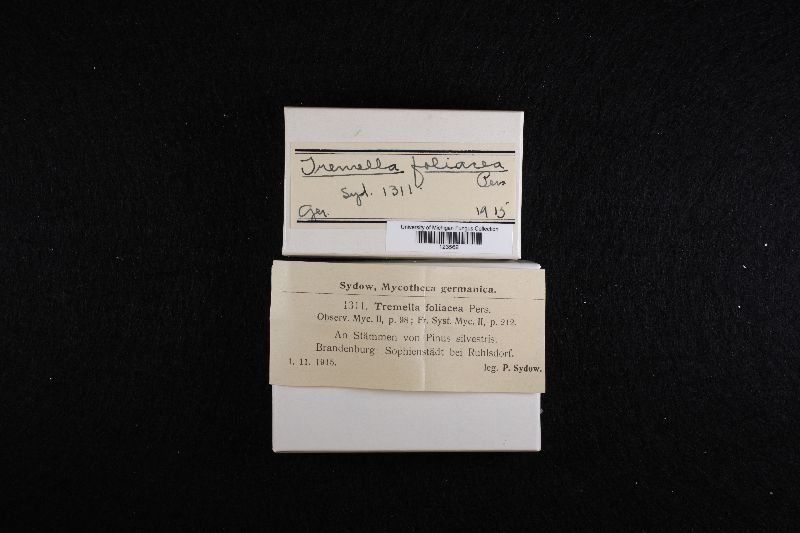 Tremella foliacea
Pers
Syd. 1311
Ger. 1915
University of Michigan Fungus Collection
Sydow, Mycotheca germanica.
1311. Tremella foliacea Pers.
Observ. Myc. II, p. 98; Fr. Syst. Myc. II, p. 212.
An Stämmen von Pinus silvestris.
Brandenburg: Sophienstädt bei Ruhlsdorf.
1. 11. 1915. leg. P. Sydow.